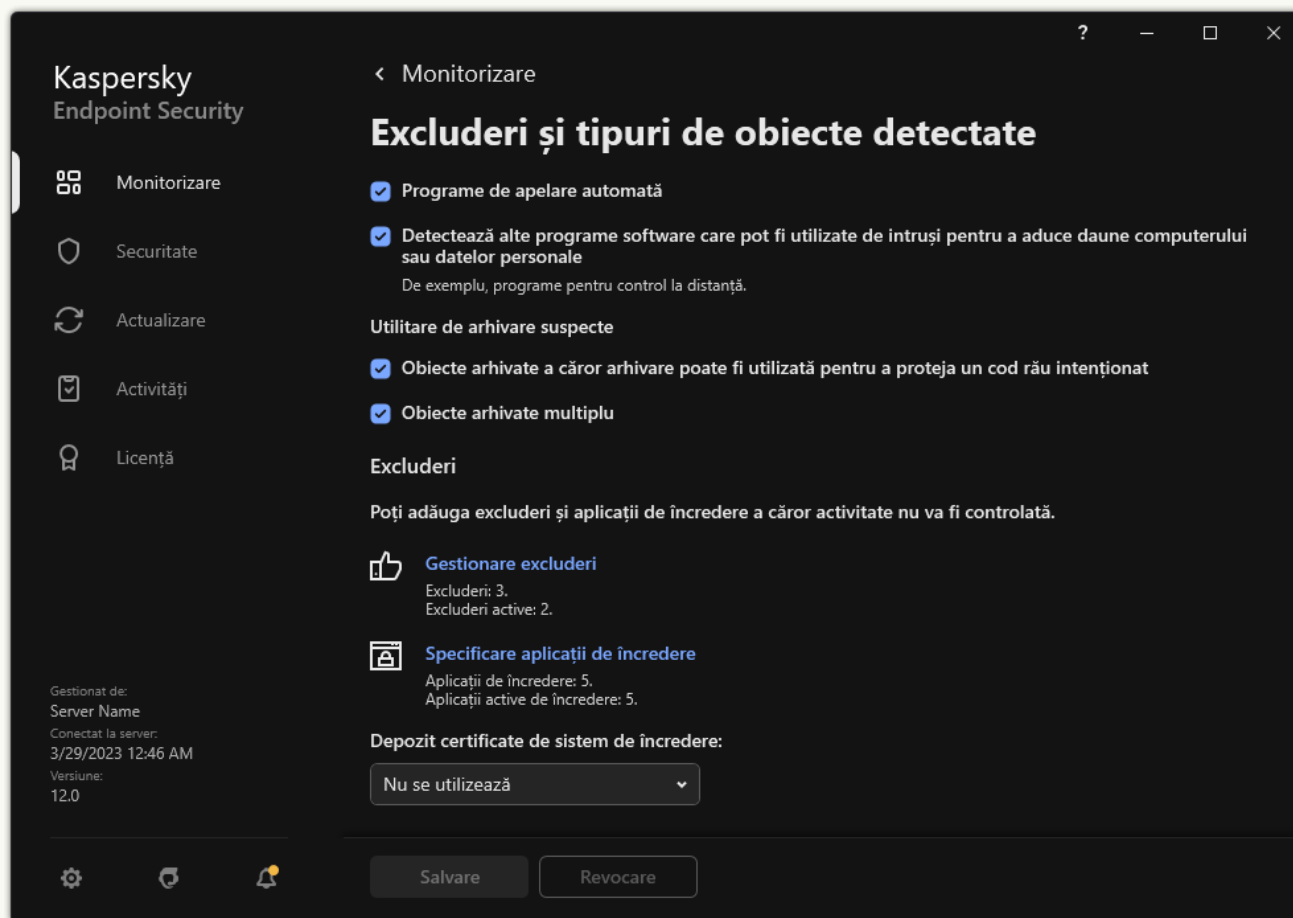 ?
Kaspersky
Endpoint Security
Monitorizare
Securitate
Actualizare
Activități
Licență
Gestionat de:
Server Name
Conectat la server:
3/29/2023 12:46 AM
Versiune:
12.0
Monitorizare
Excluderi și tipuri de obiecte detectate
Programe de apelare automată
Detectează alte programe software care pot fi utilizate de intruși pentru a aduce daune computerului
sau datelor personale
De exemplu, programe pentru control la distanță.
Utilitare de arhivare suspecte
Obiecte arhivate a căror arhivare poate fi utilizată pentru a proteja un cod rău intenționat
Obiecte arhivate multiplu
Excluderi
Poți adăuga excluderi și aplicații de încredere a căror activitate nu va fi controlată.
Gestionare excluderi
Excluderi: 3.
Excluderi active: 2.
Specificare aplicații de încredere
Aplicații de încredere: 5.
Aplicații active de încredere: 5.
Depozit certificate de sistem de încredere:
Nu se utilizează
Salvare
Revocare